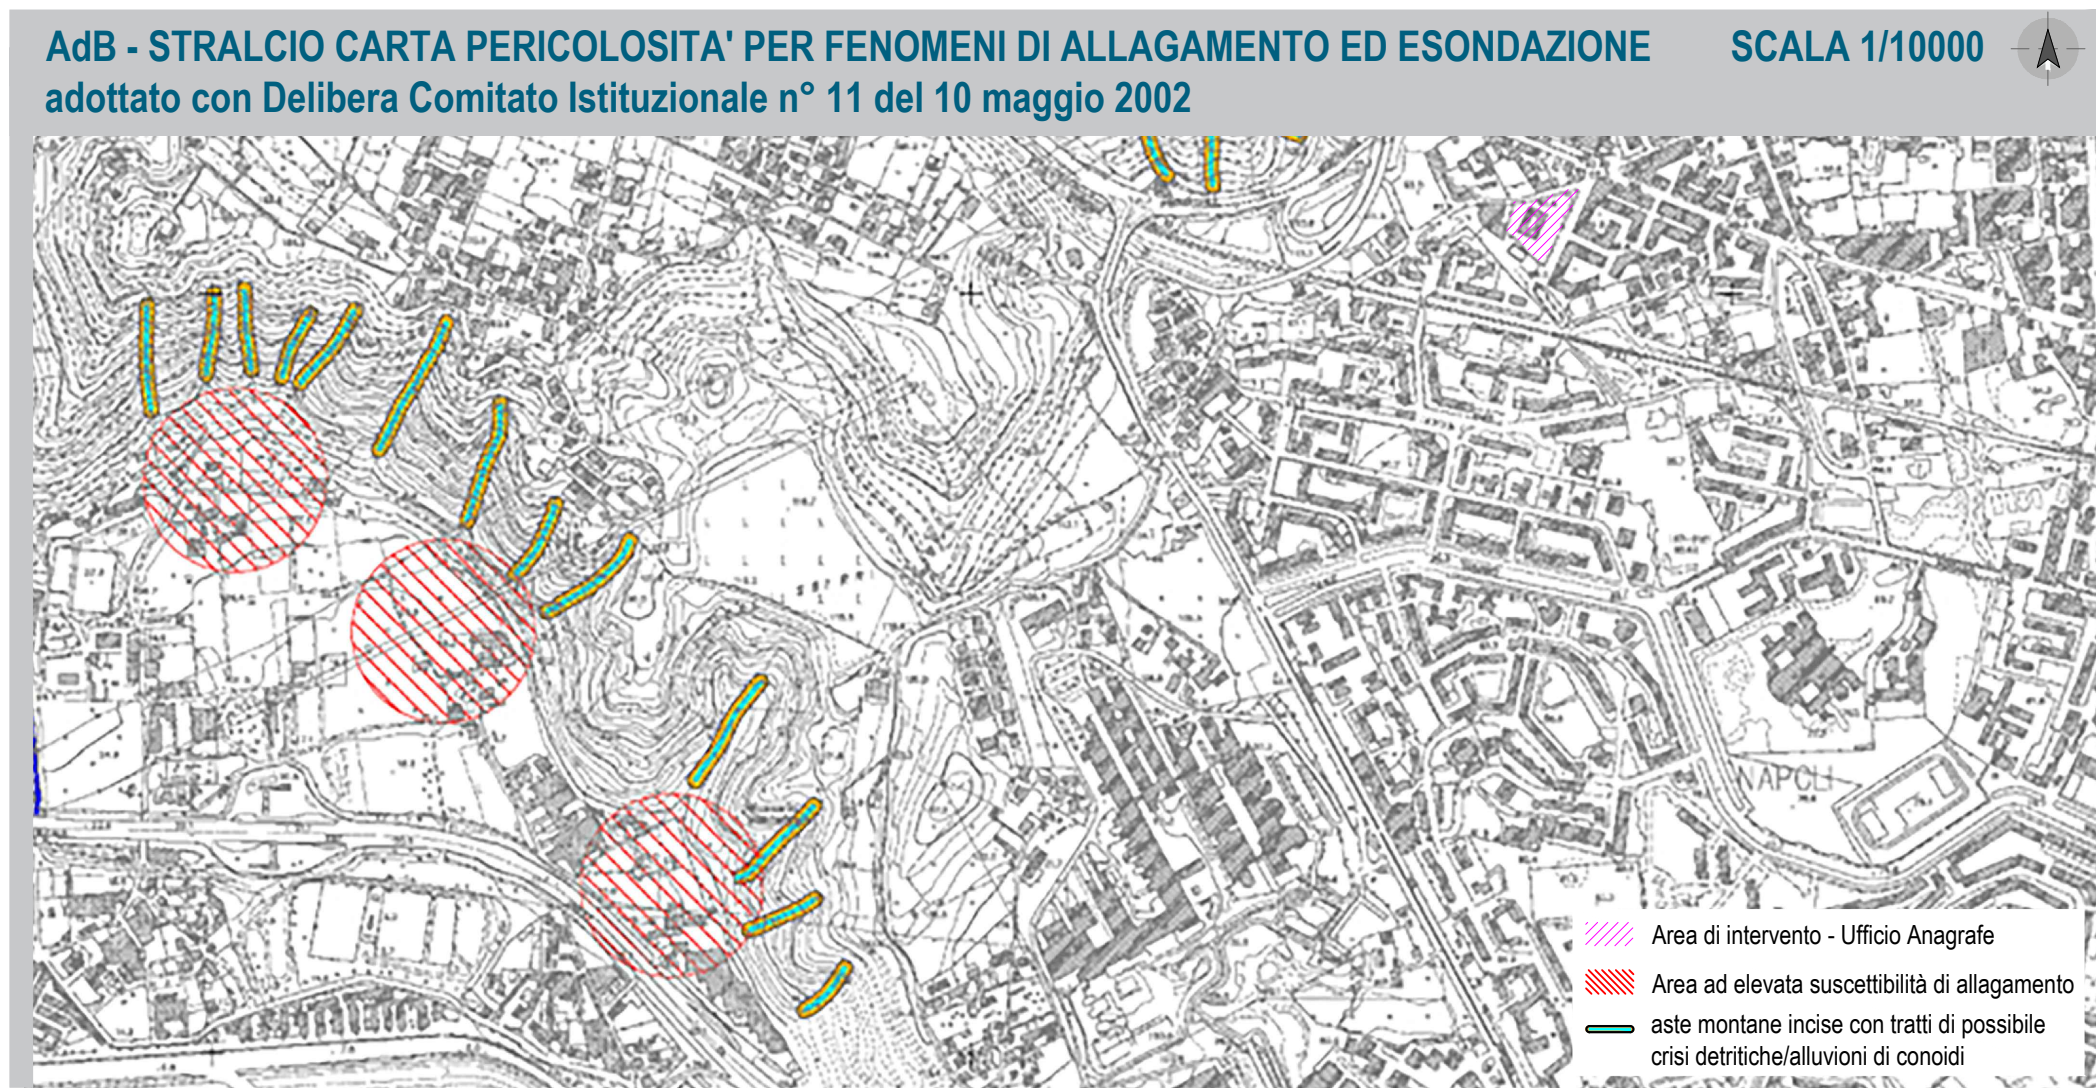 AdB - STRALCIO CARTA PERICOLOSITA' PER FENOMENI DI ALLAGAMENTO ED ESONDAZIONE SCALA 1/10000
adottato con Delibera Comitato Istituzionale n° 11 del 10 maggio 2002
NAPOLI
Area di intervento - Ufficio Anagrafe
Area ad elevata suscettibilità di allagamento
aste montane incise con tratti di possibile
crisi detritiche/alluvioni di conoidi